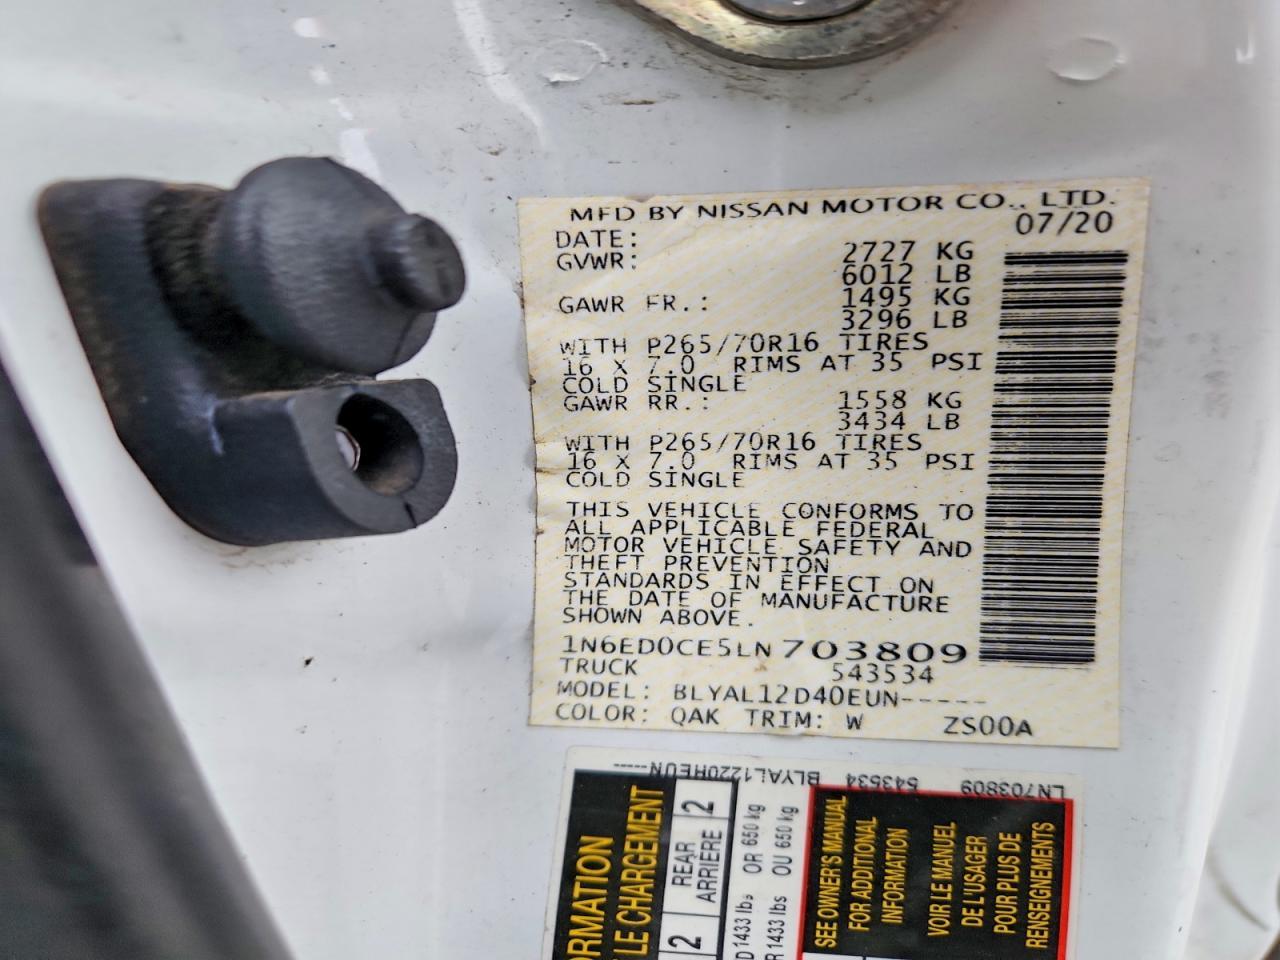 MFD BY NISSAN MOTOR CO., LTD.
DATE: 07/20
GVWR: 2727 KG
6012 LB
GAWR FR.: 1495 KG
3296 LB
WITH P265/70R16 TIRES
16 X 7.0 RIMS AT 35 PSI
COLD SINGLE
GAWR RR.: 1558 KG
3434 LB
WITH P265/70R16 TIRES
16 X 7.0 RIMS AT 35 PSI
COLD SINGLE
THIS VEHICLE CONFORMS TO
ALL APPLICABLE FEDERAL
MOTOR VEHICLE SAFETY AND
THEFT PREVENTION
STANDARDS IN EFFECT ON
THE DATE OF MANUFACTURE
SHOWN ABOVE.
1N6ED0CE5LN703809
TRUCK 543534
MODEL: BLYAL12D40EUN-----
COLOR: QAK TRIM: W ZS00A
LN703809 543534 BLYAL1220HEUN-----
ORMATION
LE CHARGEMENT
REAR 2
ARRIÈRE
2
1433 lbs OR 650 kg
1433 lbs OU 650 kg
SEE OWNER'S MANUAL
FOR ADDITIONAL
INFORMATION
VOIR LE MANUEL
DE L'USAGER
POUR PLUS DE
RENSEIGNEMENTS